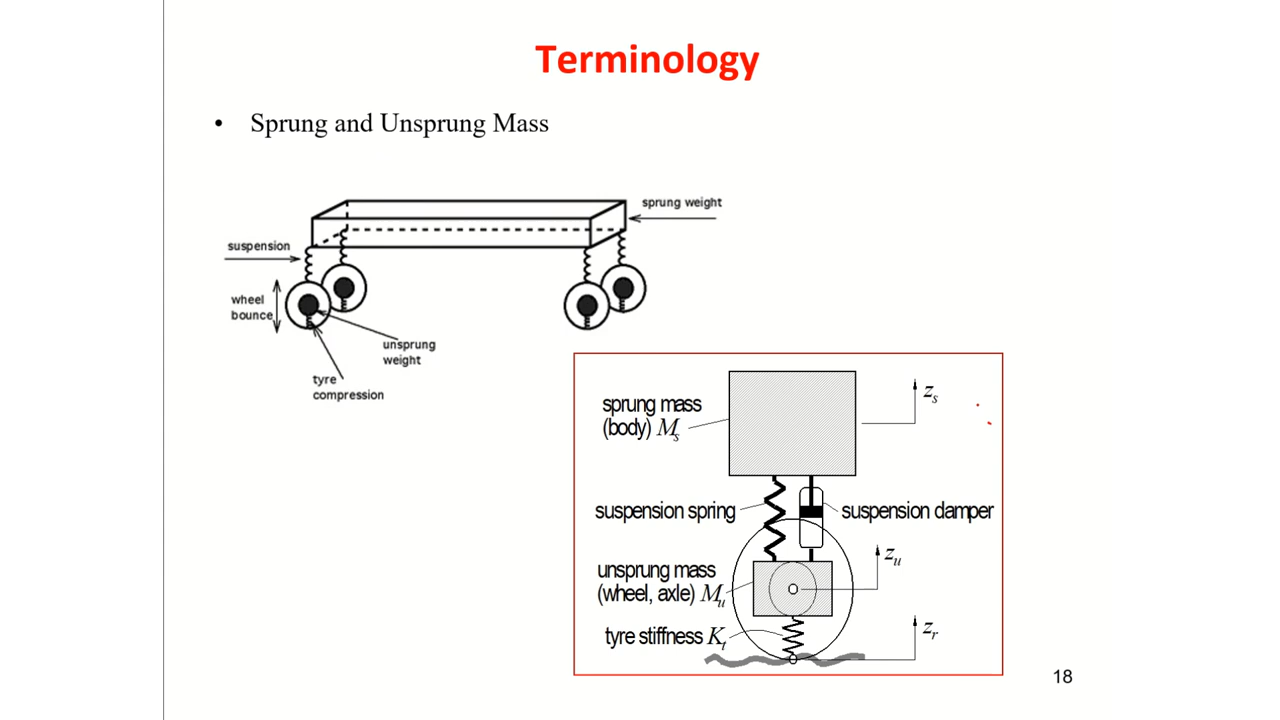 Terminology
• Sprung and Unsprung Mass
sprung weight
suspension
wheel
bounce
unsprung
weight
tyre
compression
sprung mass
(body) Ms
zs
suspension spring
suspension damper
zu
unsprung mass
(wheel, axle) Mu
tyre stiffness Kt
zr
18